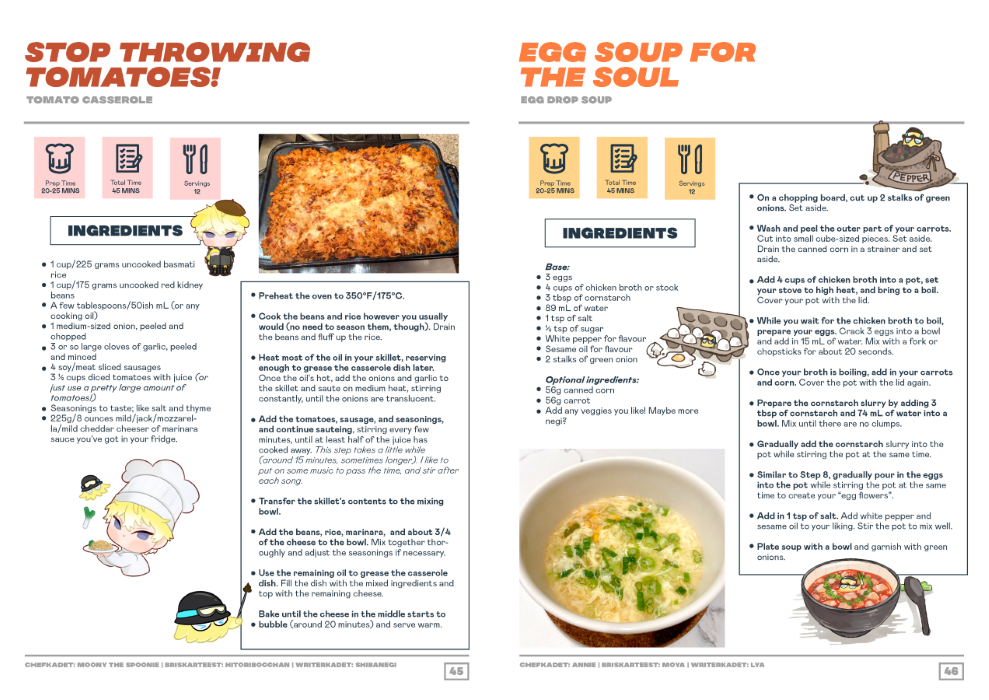 STOP THROWING
TOMATOES!
TOMATO CASSEROLE
Prep Time
20-25 MINS
Total Time
45 MINS
Servings
12
INGREDIENTS
● 1 cup/225 grams uncooked basmati
rice
● 1 cup/175 grams uncooked red kidney
beans
● A few tablespoons/50ish mL (or any
cooking oil)
● 1 medium-sized onion, peeled and
chopped
● 3 or so large cloves of garlic, peeled
and minced
● 4 soy/meat sliced sausages
3 ½ cups diced tomatoes with juice (or
just use a pretty large amount of
tomatoes!)
● Seasonings to taste; like salt and thyme
● 225g/8 ounces mild/jack/mozzarel-
la/mild cheddar cheeser of marinara
sauce you've got in your fridge.
● Preheat the oven to 350°F/175°C.
● Cook the beans and rice however you usually
would (no need to season them, though). Drain
the beans and fluff up the rice.
● Heat most of the oil in your skillet, reserving
enough to grease the casserole dish later.
Once the oil's hot, add the onions and garlic to
the skillet and saute on medium heat, stirring
constantly, until the onions are translucent.
● Add the tomatoes, sausage, and seasonings,
and continue sauteing, stirring every few
minutes, until at least half of the juice has
cooked away. This step takes a little while
(around 15 minutes, sometimes longer). I like to
put on some music to pass the time, and stir after
each song.
● Transfer the skillet's contents to the mixing
bowl.
● Add the beans, rice, marinara, and about 3/4
of the cheese to the bowl. Mix together thor-
oughly and adjust the seasonings if necessary.
● Use the remaining oil to grease the casserole
dish. Fill the dish with the mixed ingredients and
top with the remaining cheese.
Bake until the cheese in the middle starts to
● bubble (around 20 minutes) and serve warm.
CHEFKADET: MOONY THE SPOONIE | BRISKARTEEST: HITORIBOCCHAN | WRITERKADET: SHIBANEGI
45
EGG SOUP FOR
THE SOUL
EGG DROP SOUP
Prep Time
20-25 MINS
Total Time
45 MINS
Servings
12
INGREDIENTS
Base:
● 3 eggs
● 4 cups of chicken broth or stock
● 3 tbsp of cornstarch
● 89 mL of water
● 1 tsp of salt
● ½ tsp of sugar
● White pepper for flavour
● Sesame oil for flavour
● 2 stalks of green onion
Optional ingredients:
● 56g canned corn
● 56g carrot
● Add any veggies you like! Maybe more
negi?
PEPPER
● On a chopping board, cut up 2 stalks of green
onions. Set aside.
● Wash and peel the outer part of your carrots.
Cut into small cube-sized pieces. Set aside.
Drain the canned corn in a strainer and set
aside.
● Add 4 cups of chicken broth into a pot, set
your stove to high heat, and bring to a boil.
Cover your pot with the lid.
● While you wait for the chicken broth to boil,
prepare your eggs. Crack 3 eggs into a bowl
and add in 15 mL of water. Mix with a fork or
chopsticks for about 20 seconds.
● Once your broth is boiling, add in your carrots
and corn. Cover the pot with the lid again.
● Prepare the cornstarch slurry by adding 3
tbsp of cornstarch and 74 mL of water into a
bowl. Mix until there are no clumps.
● Gradually add the cornstarch slurry into the
pot while stirring the pot at the same time.
● Similar to Step 8, gradually pour in the eggs
into the pot while stirring the pot at the same
time to create your “egg flowers”.
● Add in 1 tsp of salt. Add white pepper and
sesame oil to your liking. Stir the pot to mix well.
● Plate soup with a bowl and garnish with green
onions.
CHEFKADET: ANNIE | BRISKARTEEST: MOYA | WRITERKADET: LYA
46